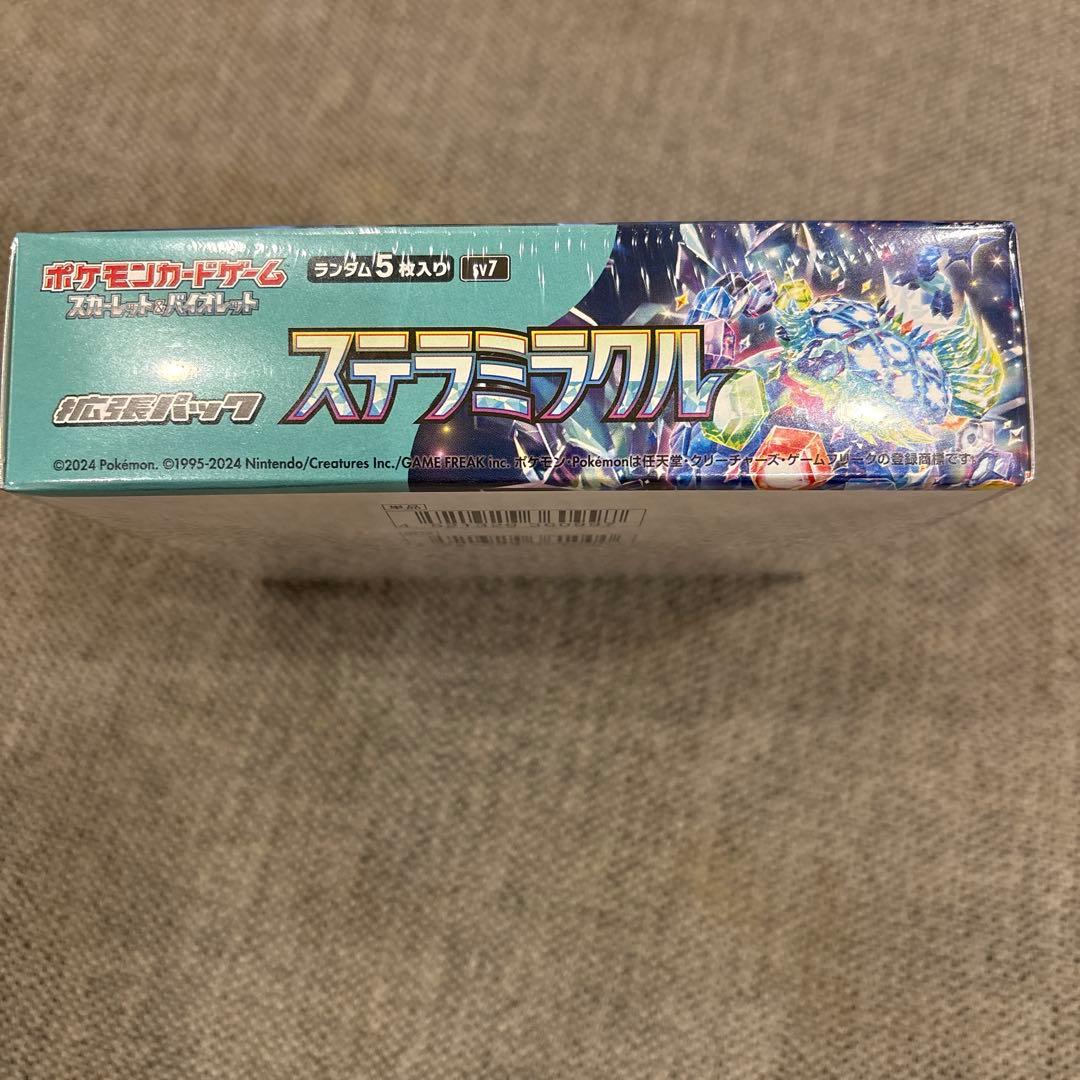 ポケモンカードゲーム
スカーレット&バイオレット
ランダム5枚入り
sv7
拡張パック
ステラミラクル
©2024 Pokémon. ©1995-2024 Nintendo/Creatures Inc./GAME FREAK inc. ポケモン・Pokémonは任天堂・クリーチャーズ・ゲームフリークの登録商標です。
単品